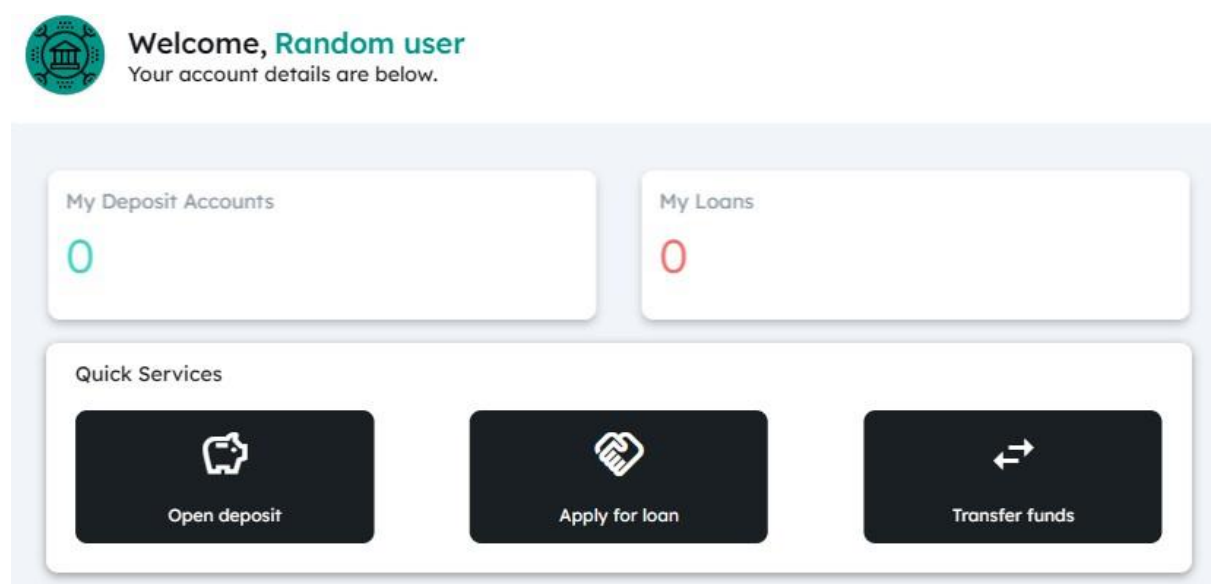 Welcome, Random user
Your account details are below.
My Deposit Accounts
0
My Loans
0
Quick Services
Open deposit
Apply for loan
Transfer funds